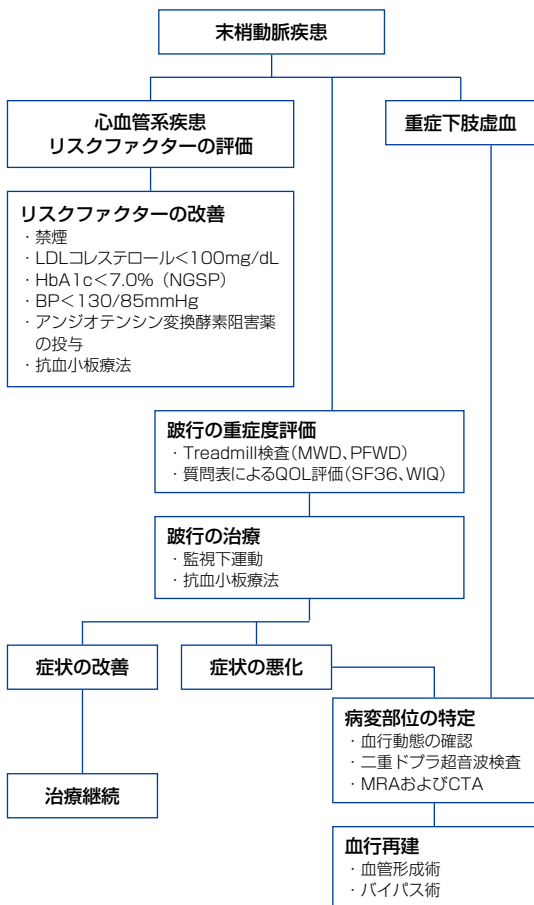 末梢動脈疾患
心血管系疾患
リスクファクターの評価
重症下肢虚血
リスクファクターの改善
・禁煙
・LDLコレステロール＜100mg/dL
・HbA1c＜7.0%（NGSP）
・BP＜130/85mmHg
・アンジオテンシン変換酵素阻害薬
の投与
・抗血小板療法
跛行の重症度評価
・Treadmill検査(MWD、PFWD)
・質問表によるQOL評価(SF36、WIQ)
跛行の治療
・監視下運動
・抗血小板療法
症状の改善
症状の悪化
病変部位の特定
・血行動態の確認
・二重ドプラ超音波検査
・MRAおよびCTA
治療継続
血行再建
・血管形成術
・バイパス術